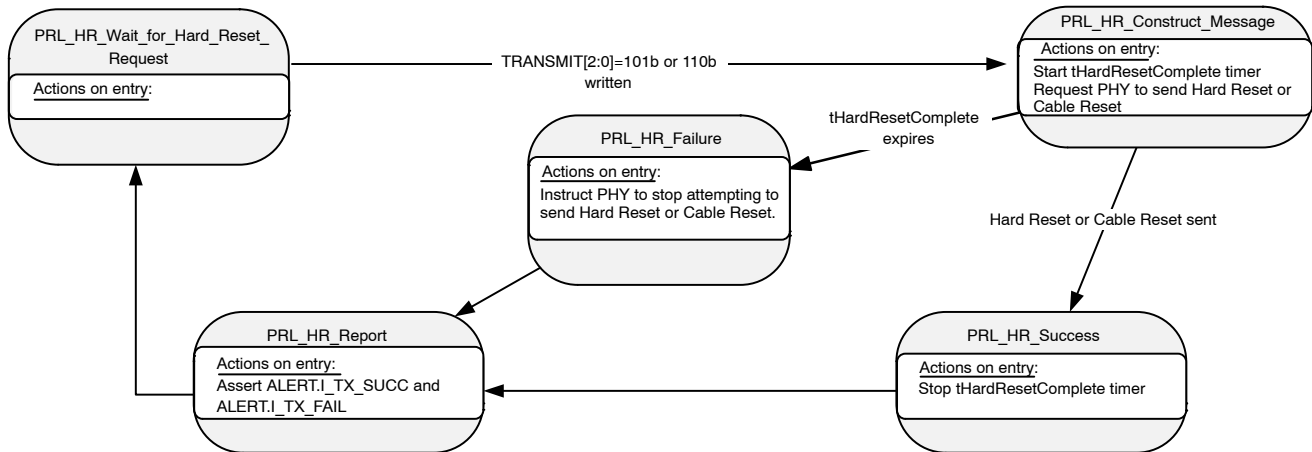 PRL_HR_Wait_for_Hard_Reset_
Request
Actions on entry:
TRANSMIT[2:0]=101b or 110b
written
PRL_HR_Construct_Message
Actions on entry:
Start tHardResetComplete timer
Request PHY to send Hard Reset or
Cable Reset
tHardResetComplete
expires
PRL_HR_Failure
Actions on entry:
Instruct PHY to stop attempting to
send Hard Reset or Cable Reset.
Hard Reset or Cable Reset sent
PRL_HR_Report
Actions on entry:
Assert ALERT.I_TX_SUCC and
ALERT.I_TX_FAIL
PRL_HR_Success
Actions on entry:
Stop tHardResetComplete timer